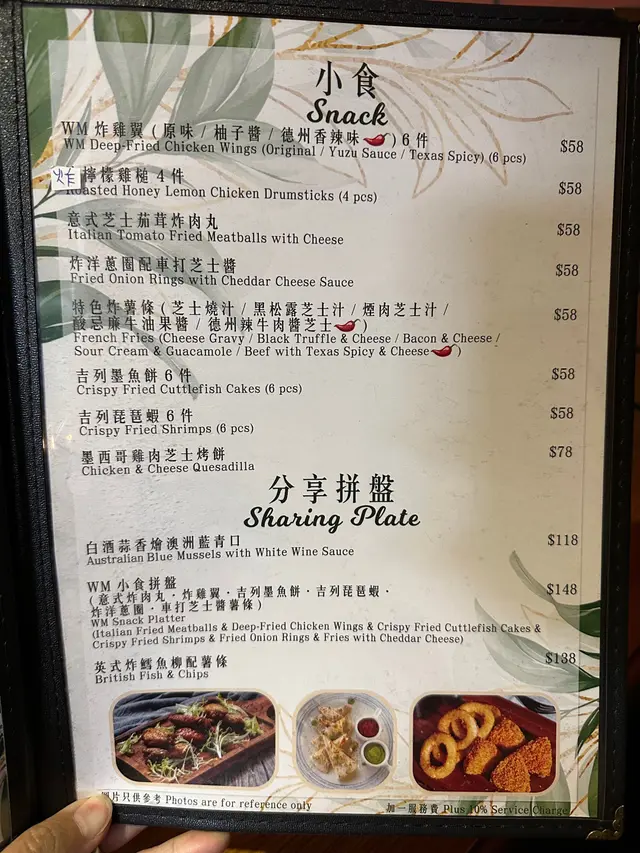 小食
Snack
WM 炸雞翼 ( 原味 / 柚子醬 / 德州香辣味🌶) 6 件 $58
WM Deep-Fried Chicken Wings (Original / Yuzu Sauce / Texas Spicy) (6 pcs)
炸 檸檬雞槌 4 件 $58
Roasted Honey Lemon Chicken Drumsticks (4 pcs)
意式芝士茄茸炸肉丸 $58
Italian Tomato Fried Meatballs with Cheese
炸洋蔥圈配車打芝士醬 $58
Fried Onion Rings with Cheddar Cheese Sauce
特色炸薯條 ( 芝士燒汁 / 黑松露芝士汁 / 煙肉芝士汁 / $58
酸忌廉牛油果醬 / 德州辣牛肉醬芝士🌶)
French Fries (Cheese Gravy / Black Truffle & Cheese / Bacon & Cheese /
Sour Cream & Guacamole / Beef with Texas Spicy & Cheese🌶)
吉列墨魚餅 6 件 $58
Crispy Fried Cuttlefish Cakes (6 pcs)
吉列琵琶蝦 6 件 $58
Crispy Fried Shrimps (6 pcs)
墨西哥雞肉芝士烤餅 $78
Chicken & Cheese Quesadilla
分享拼盤
Sharing Plate
白酒蒜香燴澳洲藍青口 $118
Australian Blue Mussels with White Wine Sauce
WM 小食拼盤 $148
( 意式炸肉丸 · 炸雞翼 · 吉列墨魚餅 · 吉列琵琶蝦 ·
炸洋蔥圈 · 車打芝士醬薯條 )
WM Snack Platter
(Italian Fried Meatballs & Deep-Fried Chicken Wings & Crispy Fried Cuttlefish Cakes &
Crispy Fried Shrimps & Fried Onion Rings & Fries with Cheddar Cheese)
英式炸鱈魚柳配薯條 $138
British Fish & Chips
圖片只供參考 Photos are for reference only
加一服務費 Plus 10% Service Charge